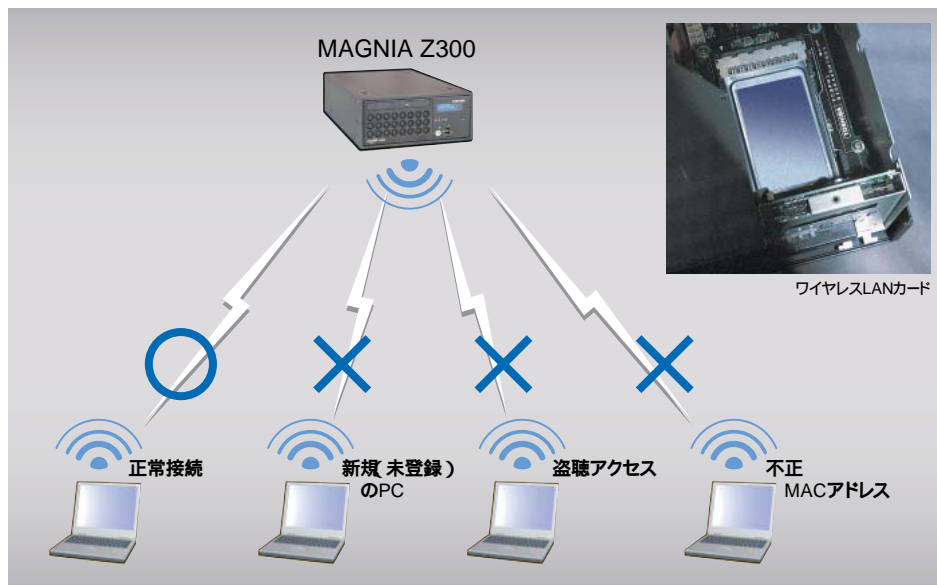 MAGNIA Z300
ワイヤレスLANカード
正常接続
新規（未登録）
のPC
盗聴アクセス
不正
MACアドレス